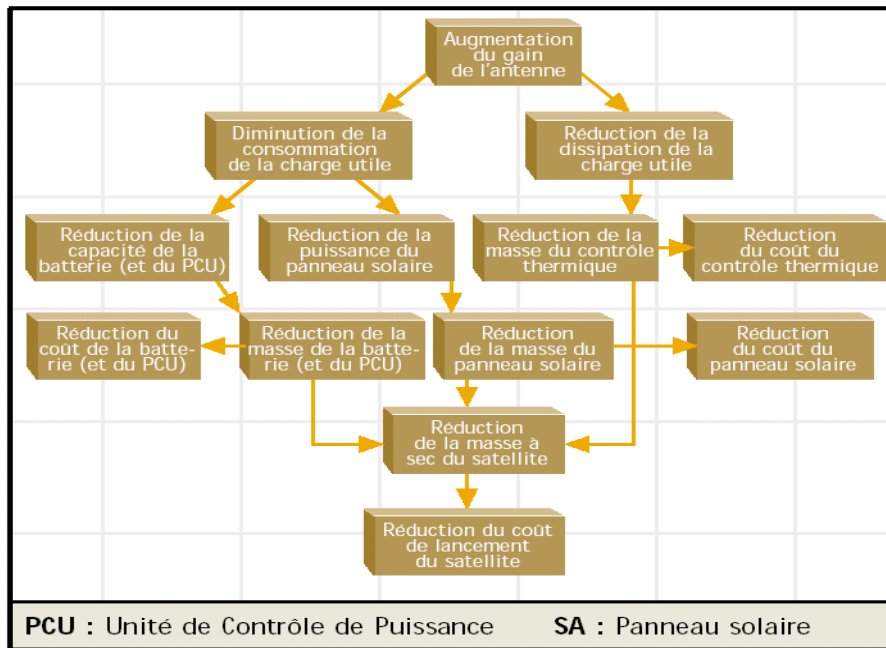 Augmentation
du gain
de l'antenne
Diminution de la
consommation
de la charge utile
Réduction de la
dissipation de la
charge utile
Réduction de la
capacité de la
batterie (et du PCU)
Réduction de la
puissance du
panneau solaire
Réduction de la
masse du contrôle
thermique
Réduction
du coût du
contrôle thermique
Réduction du
coût de la batte-
rie (et du PCU)
Réduction de la
masse de la batte-
rie (et du PCU)
Réduction
de la masse du
panneau solaire
Réduction
du coût du
panneau solaire
Réduction
de la masse à
sec du satellite
Réduction du coût
de lancement
du satellite
PCU : Unité de Contrôle de Puissance SA : Panneau solaire